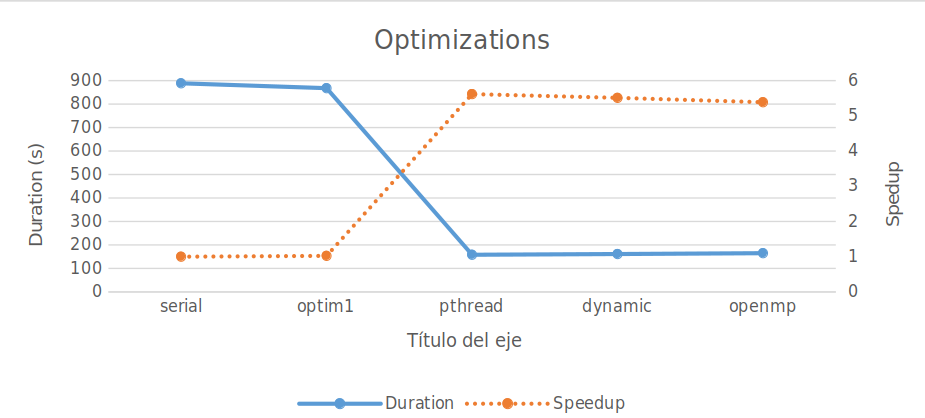 Optimizations
900
800
700
600
500
400
300
200
100
0
Duration (s)
6
5
4
3
2
1
0
Spedup
serial optim1 pthread dynamic openmp
Título del eje
Duration Speedup